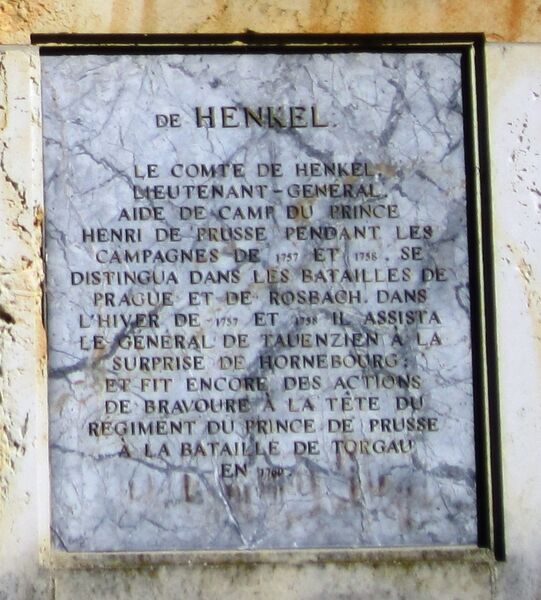 DE HENKEL.
LE COMTE DE HENKEL,
LIEUTENANT-GENERAL,
AIDE DE CAMP DU PRINCE
HENRI DE PRUSSE PENDANT LES
CAMPAGNES DE 1757 ET 1758. SE
DISTINGUA DANS LES BATAILLES DE
PRAGUE ET DE ROSBACH. DANS
L'HIVER DE 1757 ET 1758 IL ASSISTA
LE GENERAL DE TAUENZIEN À LA
SURPRISE DE HORNEBOURG;
ET FIT ENCORE DES ACTIONS
DE BRAVOURE À LA TÊTE DU
REGIMENT DU PRINCE DE PRUSSE
À LA BATAILLE DE TORGAU
EN 1760.